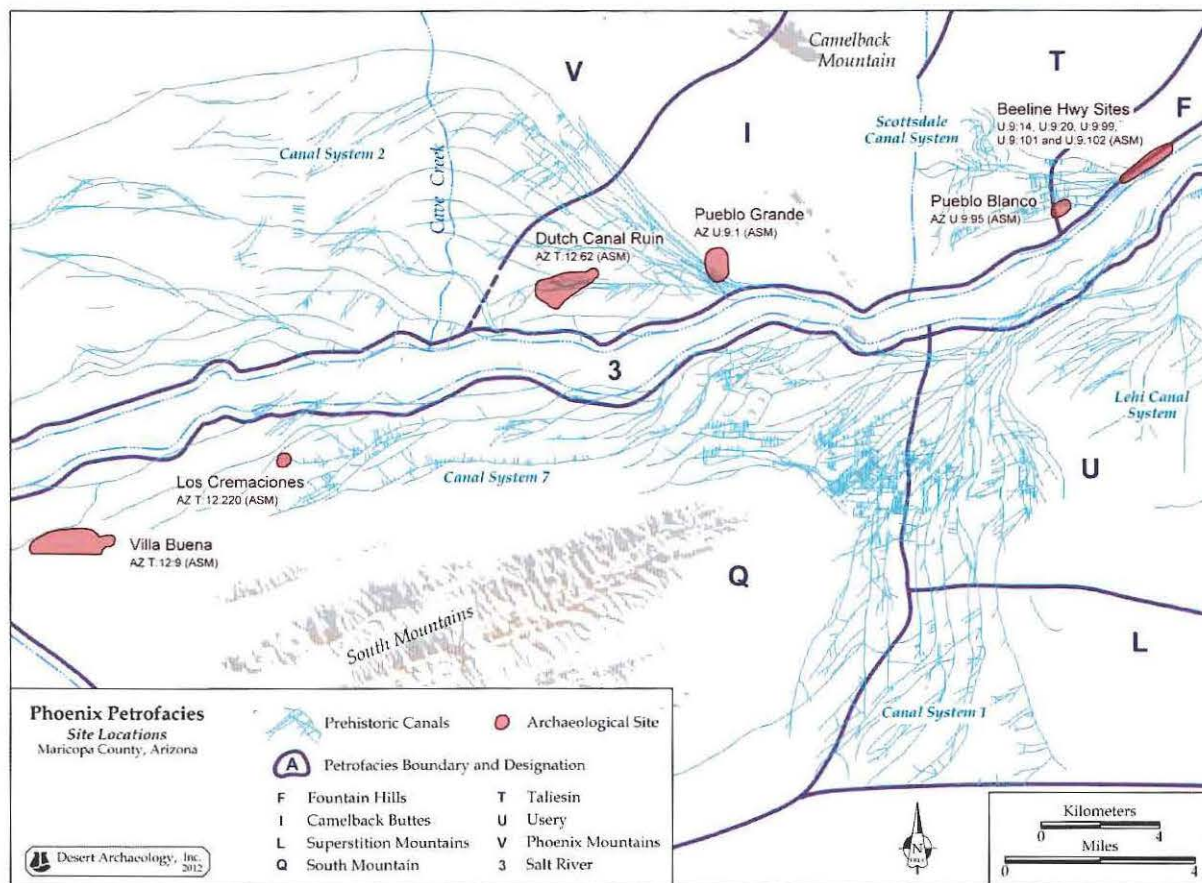 Camelback
Mountain
V
T
I
F
Beeline Hwy Sites
U:9:14, U:9:20, U:9:99,
U:9:101 and U:9:102 (ASM)
Scottsdale
Canal System
Canal System 2
Cave Creek
Pueblo Blanco
AZ U:9:95 (ASM)
Pueblo Grande
AZ U:9:1 (ASM)
Dutch Canal Ruin
AZ T:12:62 (ASM)
3
Lehi Canal
System
U
Los Cremaciones
AZ T:12:220 (ASM)
Canal System 7
Villa Buena
AZ T:12:9 (ASM)
Q
South Mountains
L
Canal System 1
Phoenix Petrofacies
Site Locations
Maricopa County, Arizona
Prehistoric Canals
Archaeological Site
A
Petrofacies Boundary and Designation
F Fountain Hills
I Camelback Buttes
L Superstition Mountains
Q South Mountain
T Taliesin
U Usery
V Phoenix Mountains
3 Salt River
Desert Archaeology, Inc.
2012
N
Kilometers
0 4
Miles
0 4